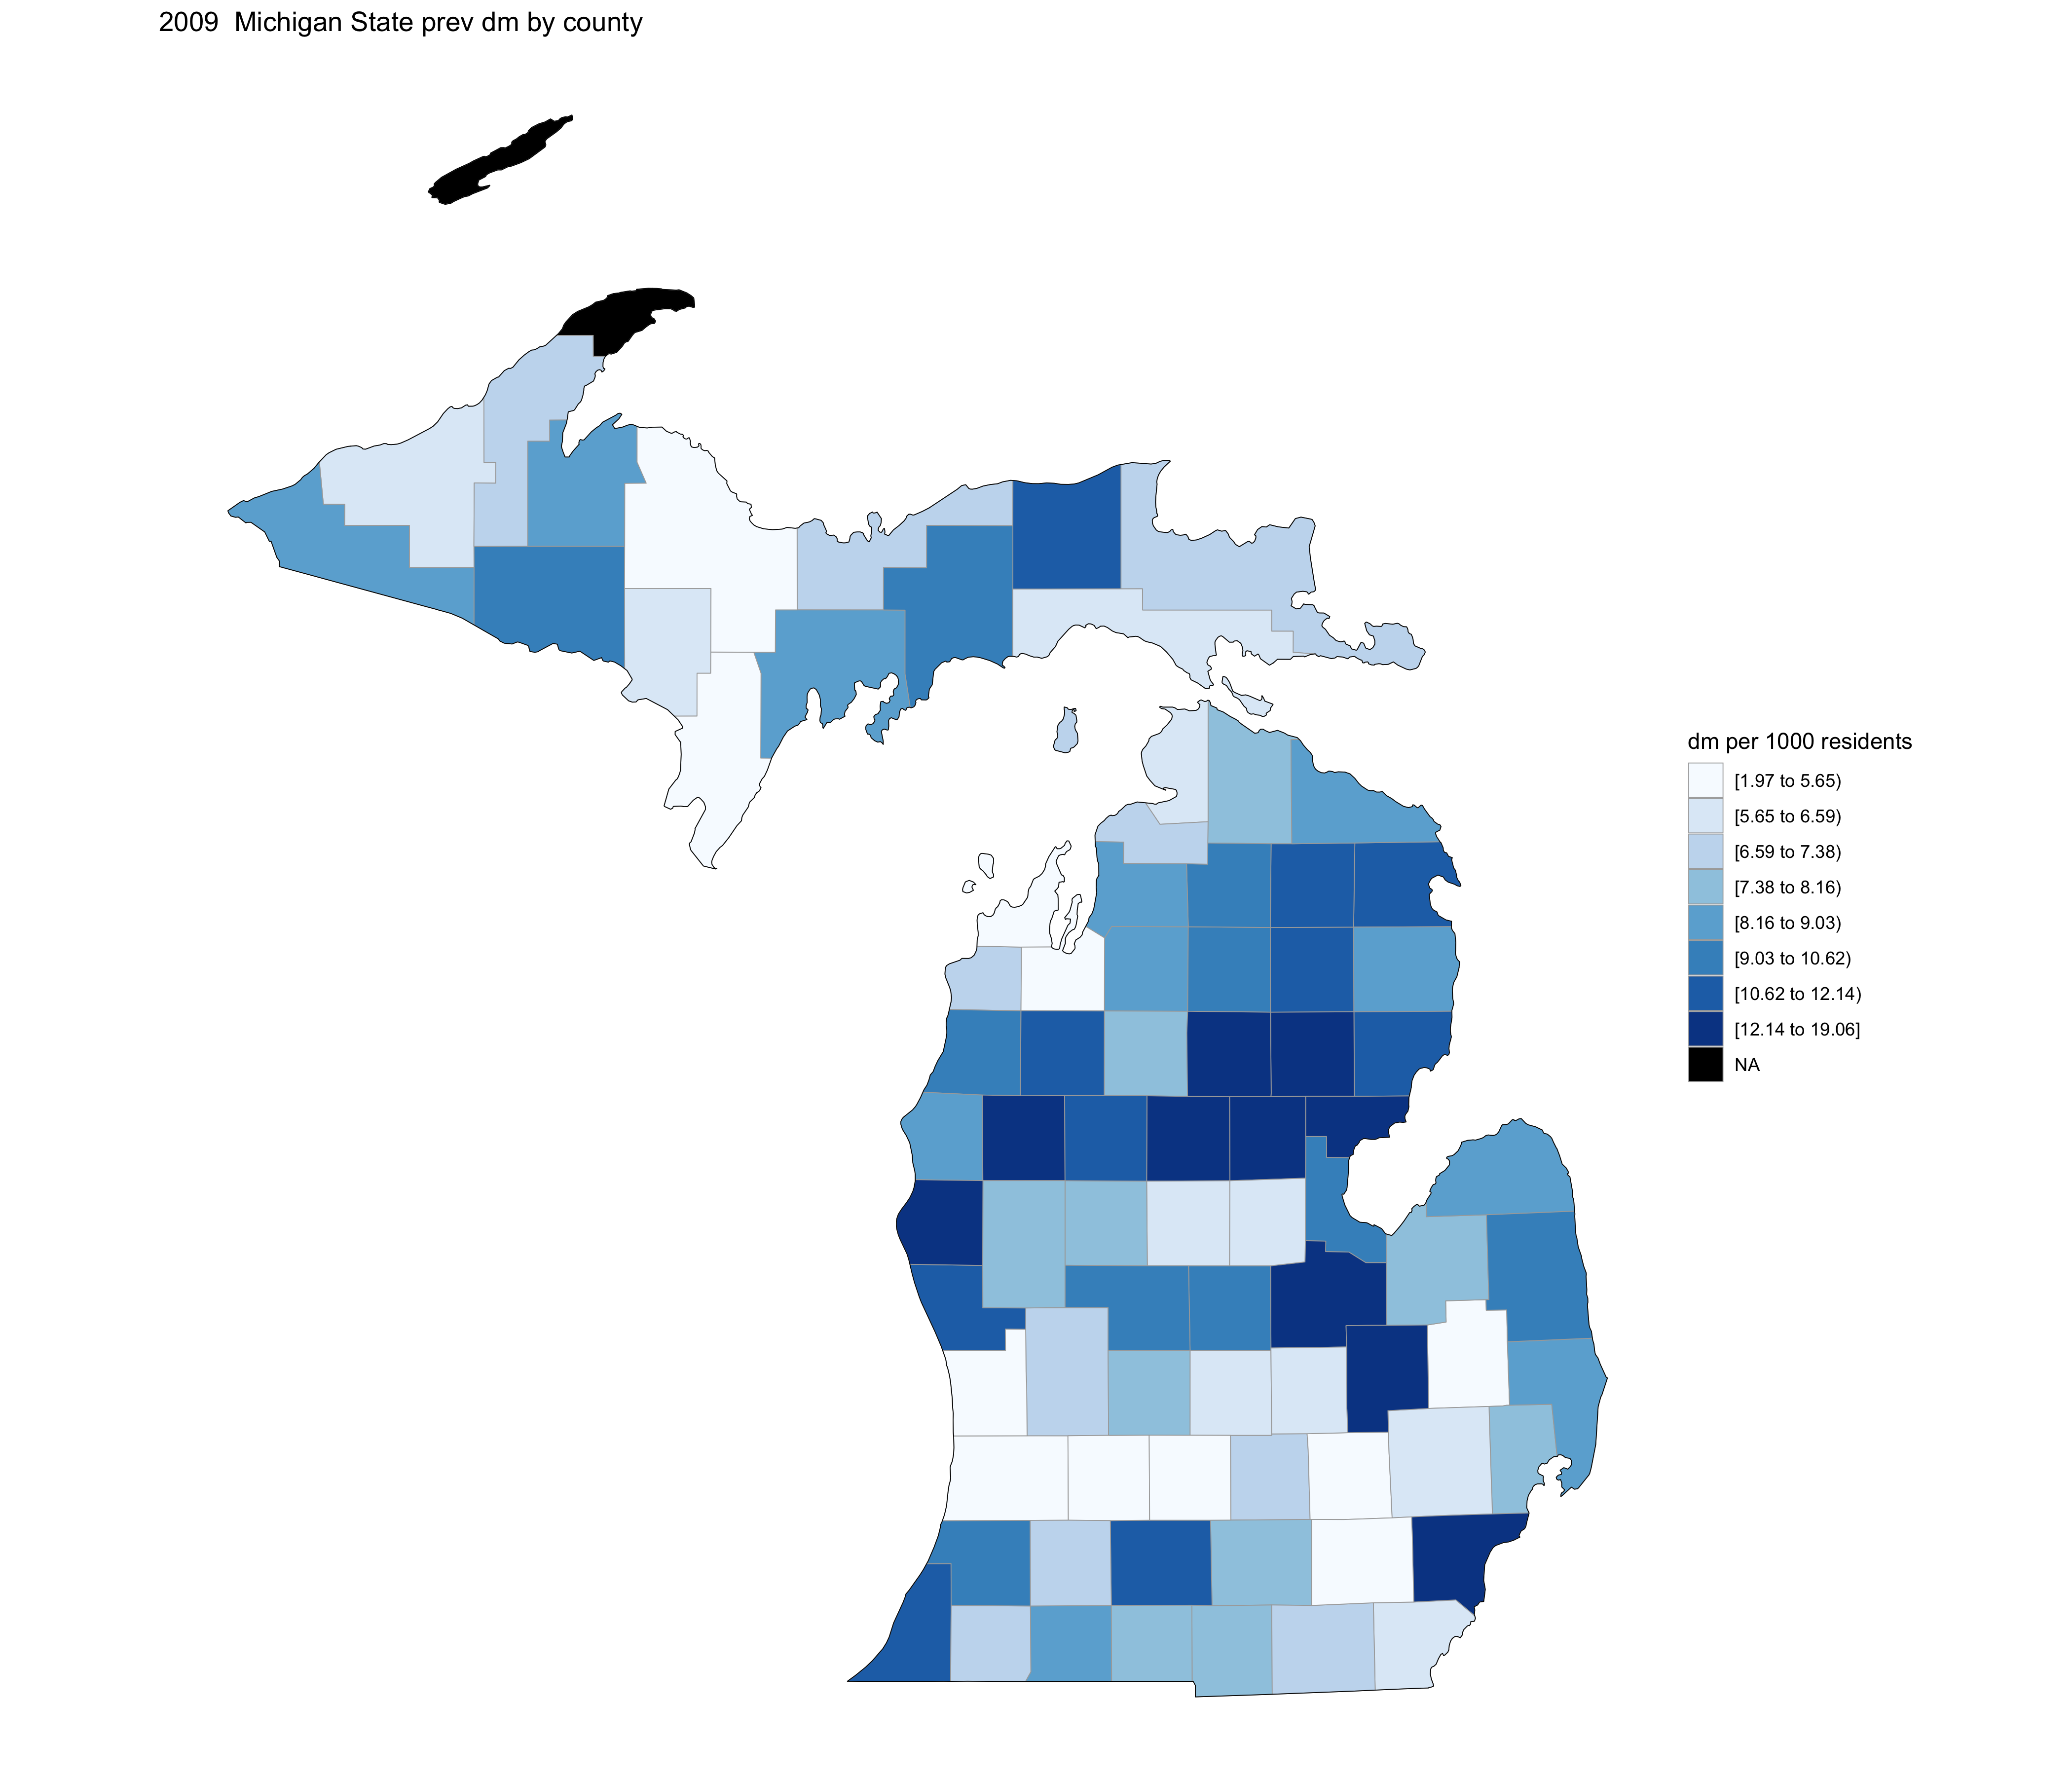 2009  Michigan State prev dm by county
dm per 1000 residents
[1.97 to 5.65)
[5.65 to 6.59)
[6.59 to 7.38)
[7.38 to 8.16)
[8.16 to 9.03)
[9.03 to 10.62)
[10.62 to 12.14)
[12.14 to 19.06]
NA